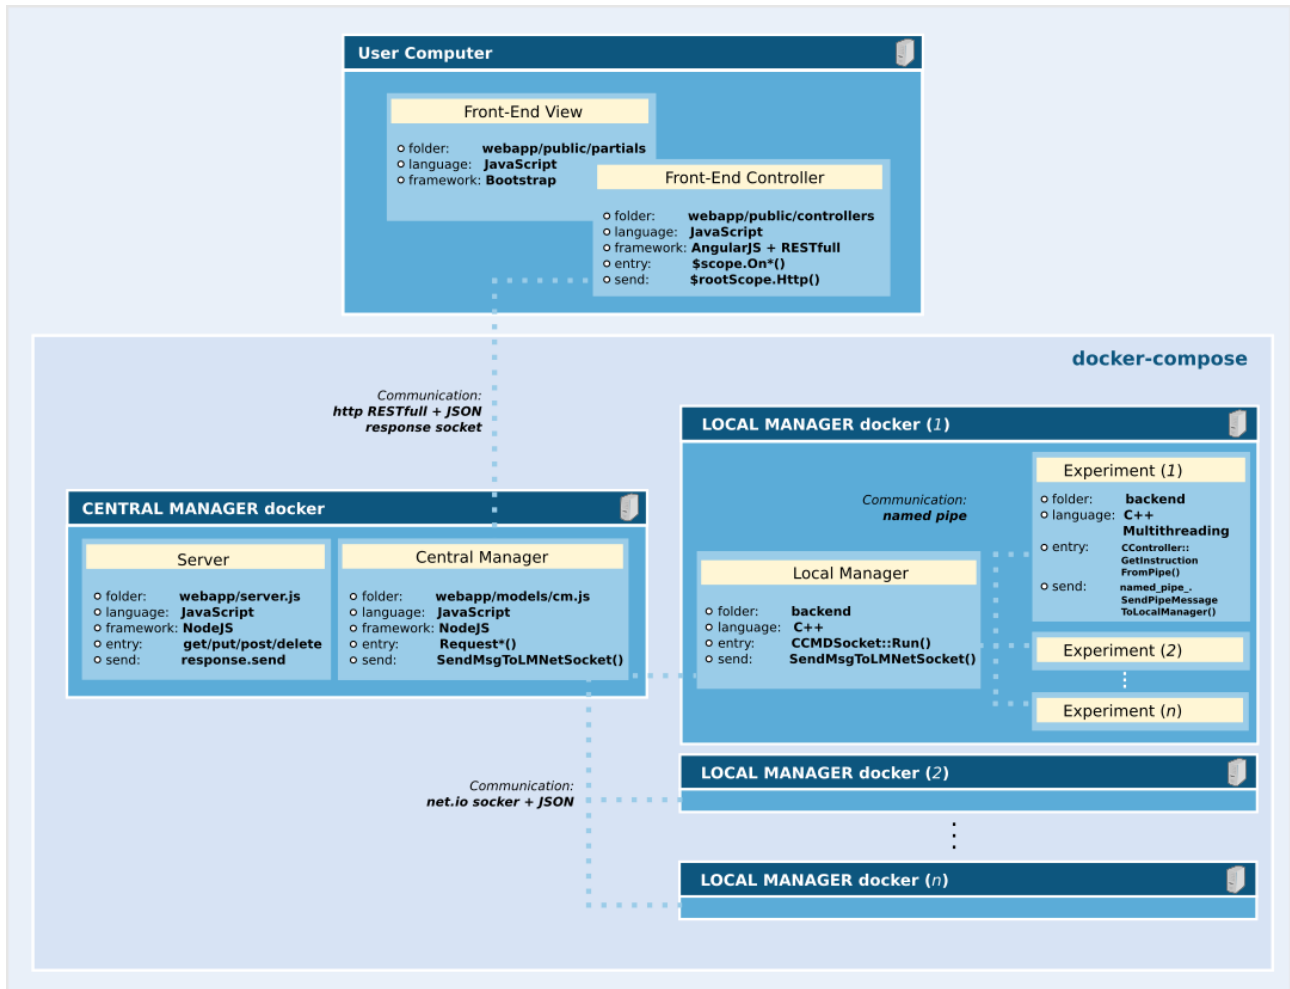 User Computer
Front-End View
folder: webapp/public/partials
language: JavaScript
framework: Bootstrap
Front-End Controller
folder: webapp/public/controllers
language: JavaScript
framework: AngularJS + RESTfull
entry: $scope.On*()
send: $rootScope.Http()
docker-compose
Communication:
http RESTfull + JSON
response socket
CENTRAL MANAGER docker
Server
folder: webapp/server.js
language: JavaScript
framework: NodeJS
entry: get/put/post/delete
send: response.send
Central Manager
folder: webapp/models/cm.js
language: JavaScript
framework: NodeJS
entry: Request*()
send: SendMsgToLMNetSocket()
LOCAL MANAGER docker (1)
Communication:
named pipe
Local Manager
folder: backend
language: C++
entry: CCMDSocket::Run()
send: SendMsgToLMNetSocket()
Experiment (1)
folder: backend
language: C++
Multithreading
entry: CController::
GetInstruction
FromPipe()
send: named_pipe_.
SendPipeMessage
ToLocalManager()
Experiment (2)
Experiment (n)
Communication:
net.io socker + JSON
LOCAL MANAGER docker (2)
LOCAL MANAGER docker (n)